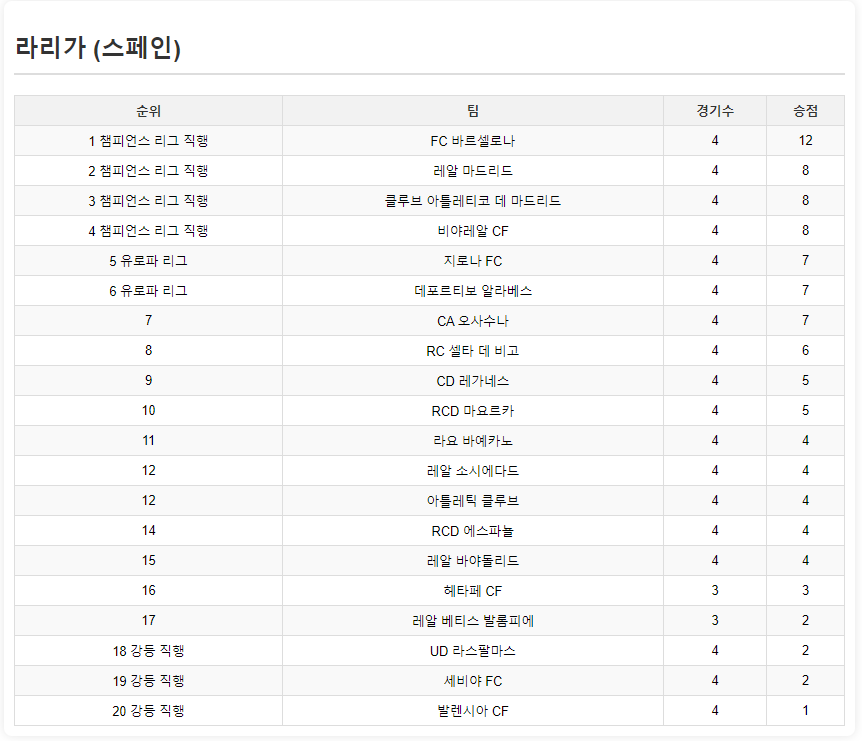 라리가 (스페인)
순위 팀 경기수 승점
1 챔피언스 리그 직행 FC 바르셀로나 4 12
2 챔피언스 리그 직행 레알 마드리드 4 8
3 챔피언스 리그 직행 클루브 아틀레티코 데 마드리드 4 8
4 챔피언스 리그 직행 비야레알 CF 4 8
5 유로파 리그 지로나 FC 4 7
6 유로파 리그 데포르티보 알라베스 4 7
7 CA 오사수나 4 7
8 RC 셀타 데 비고 4 6
9 CD 레가네스 4 5
10 RCD 마요르카 4 5
11 라요 바예카노 4 4
12 레알 소시에다드 4 4
12 아틀레틱 클루브 4 4
14 RCD 에스파뇰 4 4
15 레알 바야돌리드 4 4
16 헤타페 CF 3 3
17 레알 베티스 발롬피에 3 2
18 강등 직행 UD 라스팔마스 4 2
19 강등 직행 세비야 FC 4 2
20 강등 직행 발렌시아 CF 4 1